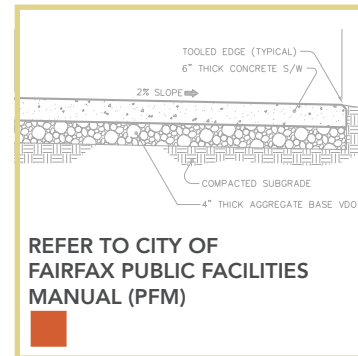 TOOLED EDGE (TYPICAL)
6" THICK CONCRETE S/W
2% SLOPE
COMPACTED SUBGRADE
4" THICK AGGREGATE BASE VDO
REFER TO CITY OF
FAIRFAX PUBLIC FACILITIES
MANUAL (PFM)